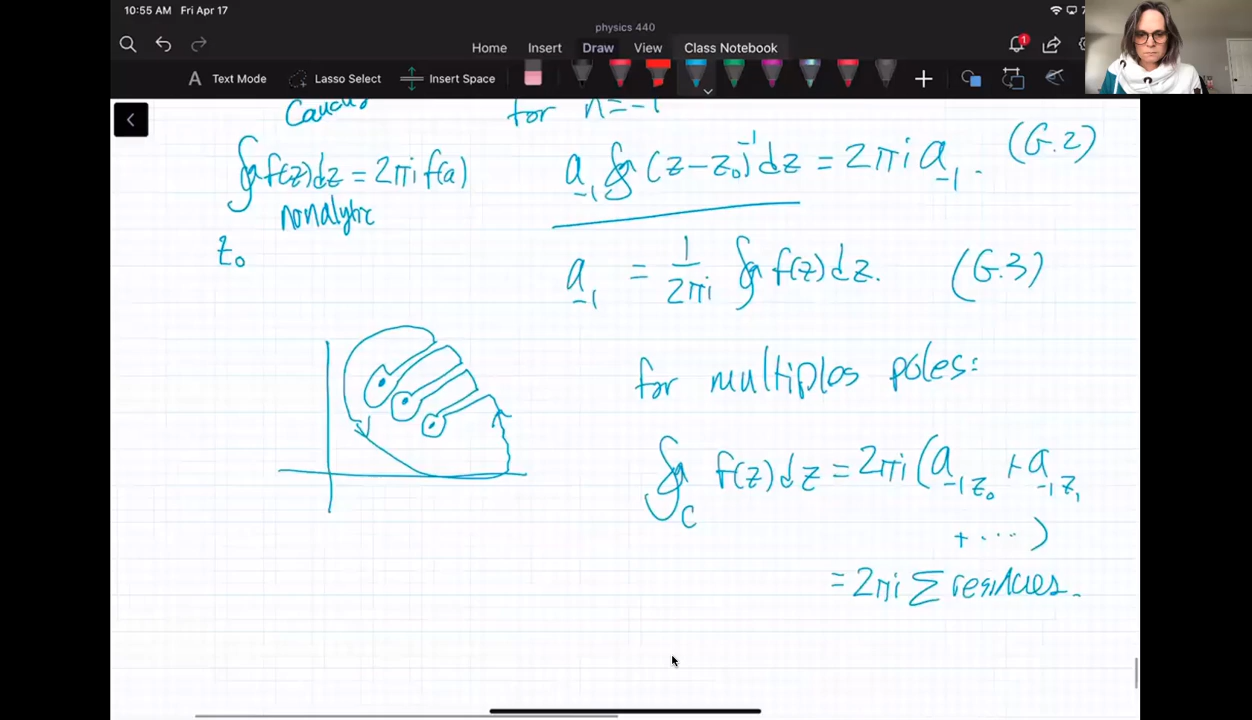 10:55 AM Fri Apr 17
physics 440
Home Insert Draw View Class Notebook
1
A Text Mode Lasso Select Insert Space
for n=-1
∮f(z)dz = 2πi f(a)
nonalytic
z₀
a₋₁ ∮(z-z₀)⁻¹dz = 2πi a₋₁. (G.2)
a₋₁ = 1/2πi ∮ f(z)dz. (G.3)
for multiples poles:
∮_C f(z)dz = 2πi (a₋₁z₀ + a₋₁z₁
+ ... )
= 2πi Σ residues.